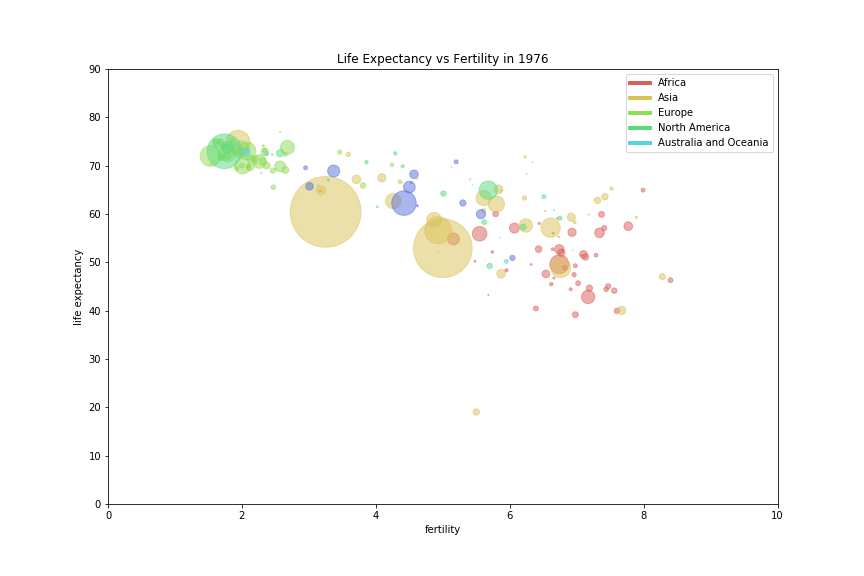 Life Expectancy vs Fertility in 1976
90
80
70
60
50
40
30
20
10
0
life expectancy
Africa
Asia
Europe
North America
Australia and Oceania
0 2 4 6 8 10
fertility